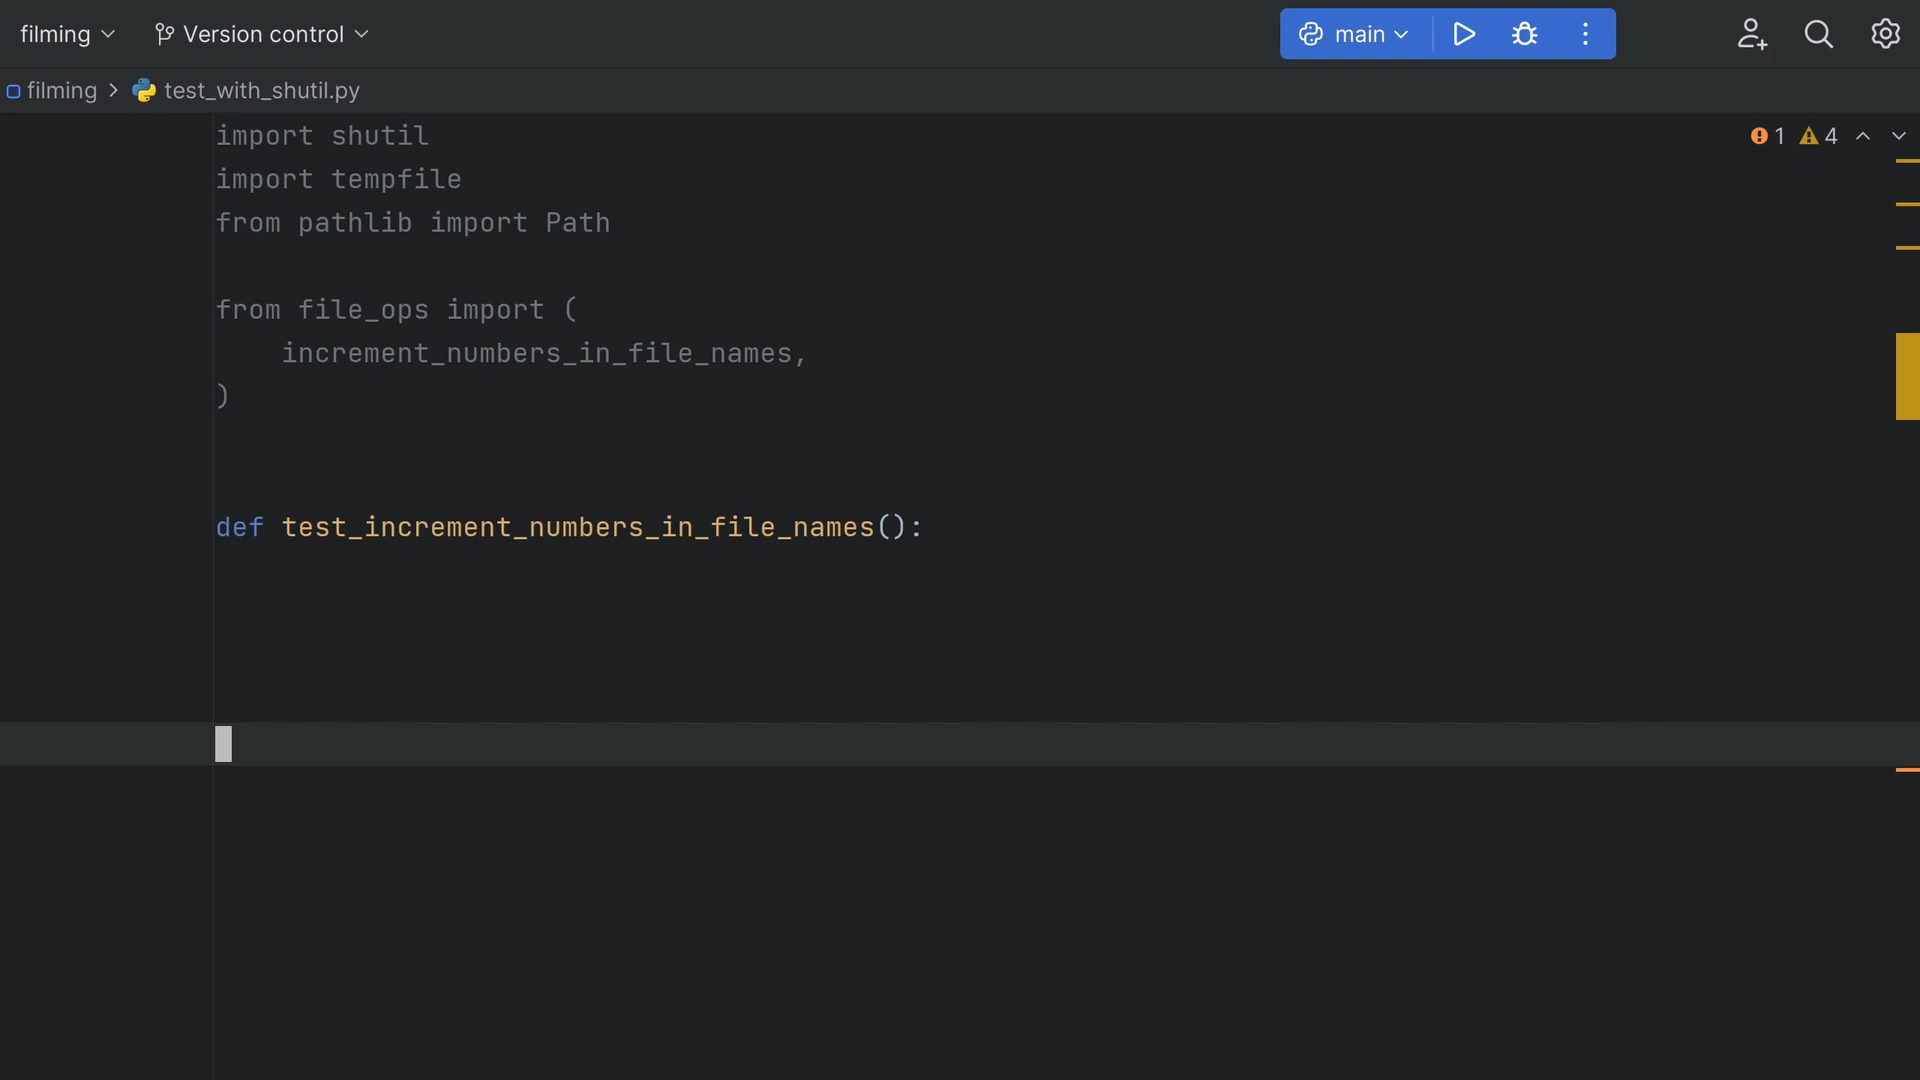 filming Version control main
filming test_with_shutil.py
import shutil 1 4
import tempfile
from pathlib import Path
from file_ops import (
    increment_numbers_in_file_names,
)
def test_increment_numbers_in_file_names():